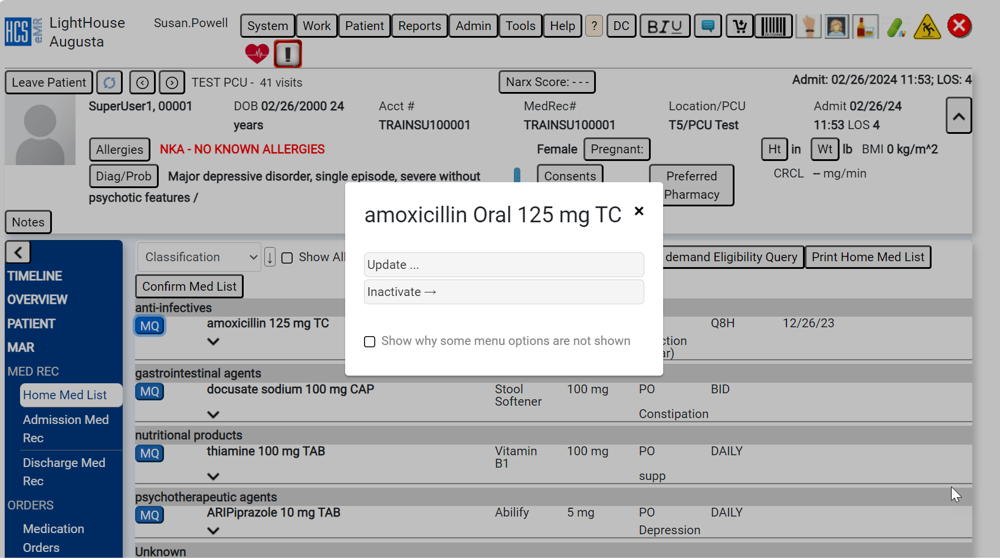 HCS eMR
LightHouse Augusta
Susan.Powell
System Work Patient Reports Admin Tools Help ? DC BIU 01-012345
Leave Patient
TEST PCU - 41 visits
Narx Score: - - -
Admit: 02/26/2024 11:53; LOS: 4
SuperUser1, 00001
DOB 02/26/2000 24 years
Acct # TRAINSU100001
MedRec# TRAINSU100001
Location/PCU T5/PCU Test
Admit 02/26/24 11:53 LOS 4
Allergies NKA - NO KNOWN ALLERGIES
Female Pregnant:
Ht in Wt lb BMI 0 kg/m^2
Diag/Prob Major depressive disorder, single episode, severe without
psychotic features /
Consents
Preferred Pharmacy
CRCL -- mg/min
Notes
amoxicillin Oral 125 mg TC ×
Update ...
Inactivate →
Show why some menu options are not shown
TIMELINE
OVERVIEW
PATIENT
MAR
MED REC
Home Med List
Admission Med
Rec
Discharge Med
Rec
ORDERS
Medication
Orders
Classification ↓ Show All
demand Eligibility Query Print Home Med List
Confirm Med List
anti-infectives
MQ amoxicillin 125 mg TC Q8H 12/26/23
gastrointestinal agents
MQ docusate sodium 100 mg CAP Stool Softener 100 mg PO BID
Constipation
nutritional products
MQ thiamine 100 mg TAB Vitamin B1 100 mg PO DAILY
supp
psychotherapeutic agents
MQ ARIPiprazole 10 mg TAB Abilify 5 mg PO DAILY
Depression
Unknown